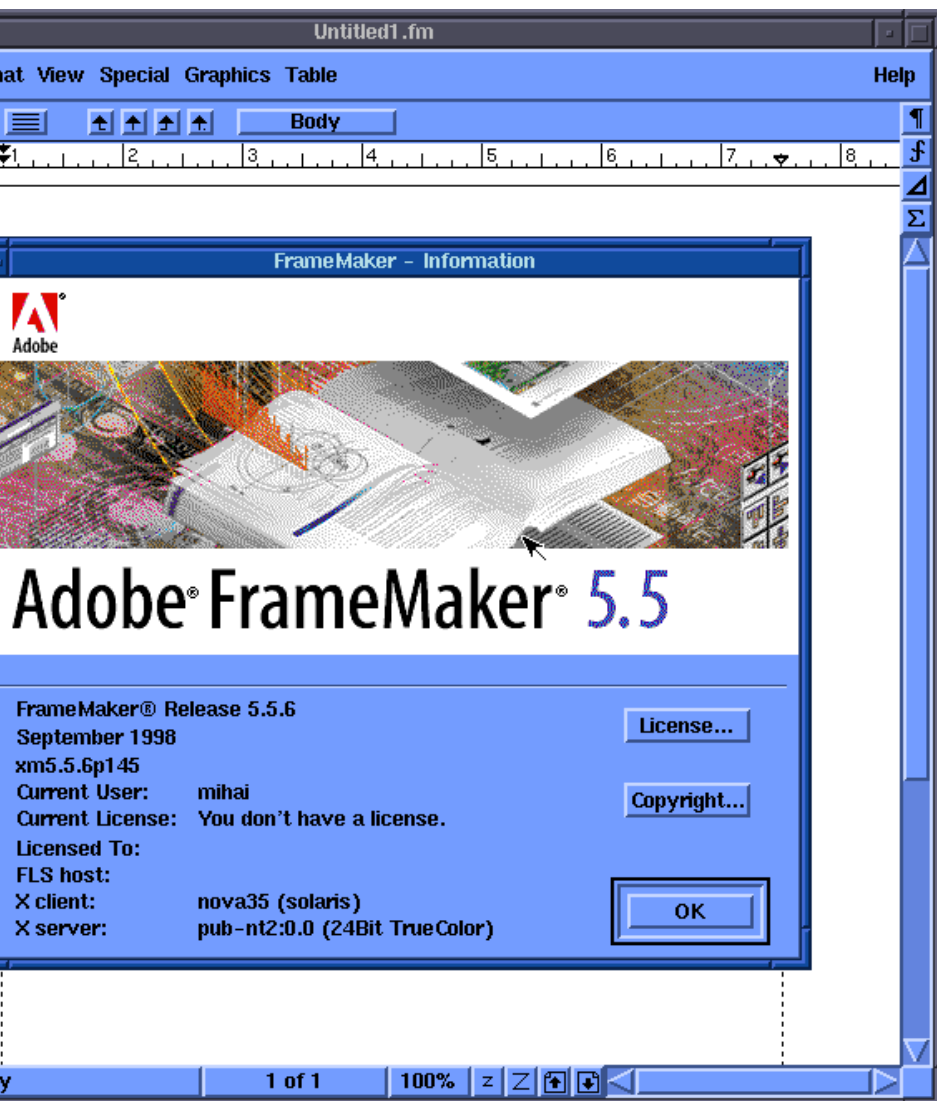 Untitled1.fm
nat View Special Graphics Table Help
Body
1 2 3 4 5 6 7 8
¶
f
Σ
FrameMaker - Information
Adobe
Adobe® FrameMaker® 5.5
FrameMaker® Release 5.5.6
License...
September 1998
xm5.5.6p145
Current User: mihai
Copyright...
Current License: You don't have a license.
Licensed To:
FLS host:
X client: nova35 (solaris)
OK
X server: pub-nt2:0.0 (24Bit TrueColor)
y 1 of 1 100% z Z